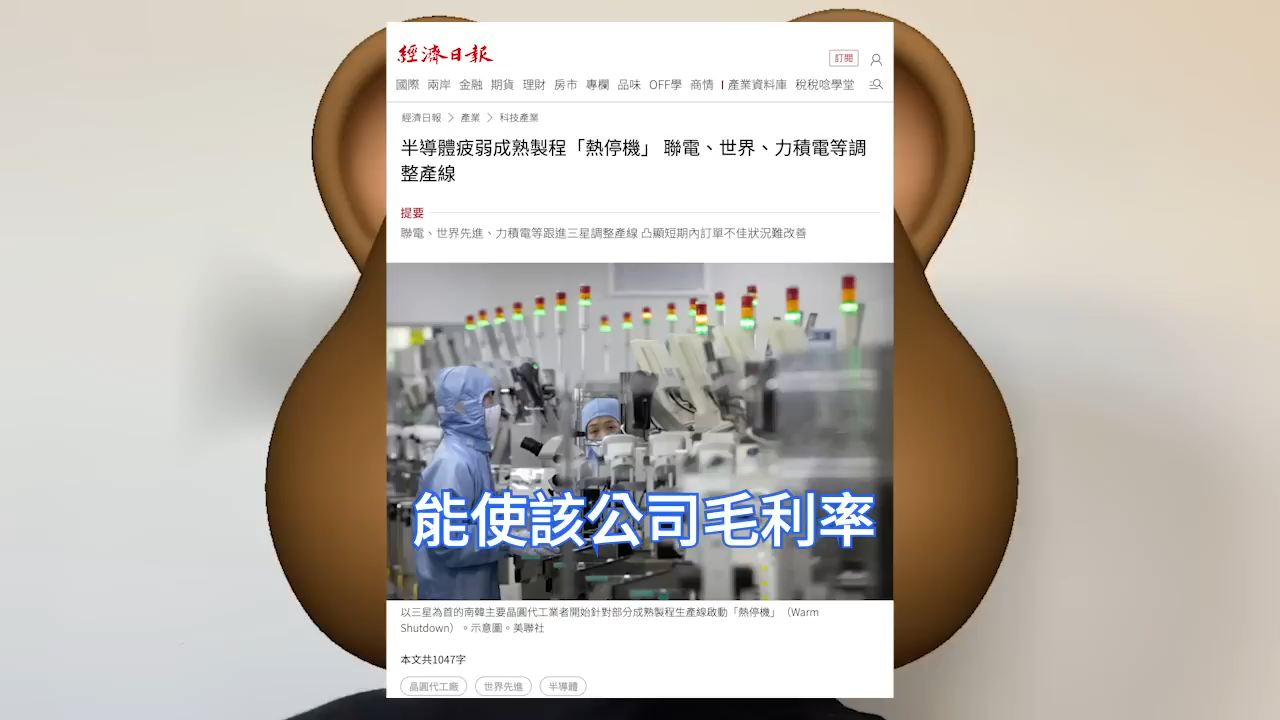 經濟日報
訂閱
國際 兩岸 金融 期貨 理財 房市 專欄 品味 OFF學 商情 產業資料庫 稅稅唸學堂
經濟日報 > 產業 > 科技產業
半導體疲弱成熟製程「熱停機」 聯電、世界、力積電等調
整產線
提要
聯電、世界先進、力積電等跟進三星調整產線 凸顯短期內訂單不佳狀況難改善
能使該公司毛利率
以三星為首的南韓主要晶圓代工業者開始針對部分成熟製程生產線啟動「熱停機」（Warm
Shutdown）。示意圖。美聯社
本文共1047字
晶圓代工廠 世界先進 半導體